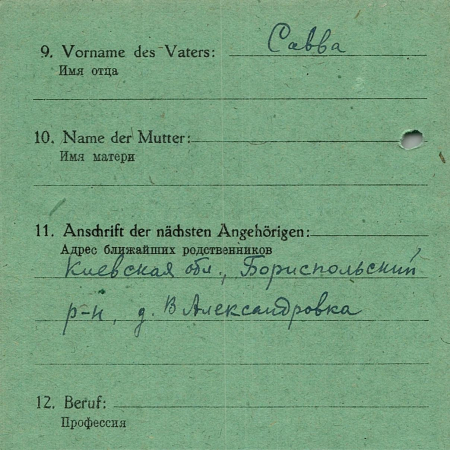 9. Vorname des Vaters: Савва
Имя отца
10. Name der Mutter:
Имя матери
11. Anschrift der nächsten Angehörigen:
Адрес ближайших родственников
Киевская обл., Бориспольский
р-н, д. В Александровка
12. Beruf:
Профессия